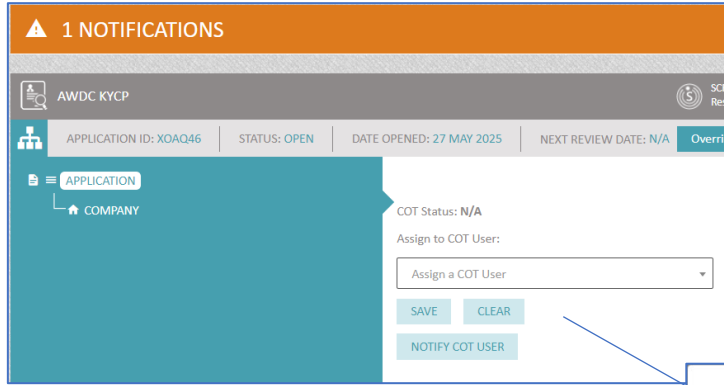 1 NOTIFICATIONS
AWDC KYCP
APPLICATION ID: XOAQ46 STATUS: OPEN DATE OPENED: 27 MAY 2025 NEXT REVIEW DATE: N/A
APPLICATION
COMPANY
COT Status: N/A
Assign to COT User:
Assign a COT User
SAVE CLEAR
NOTIFY COT USER